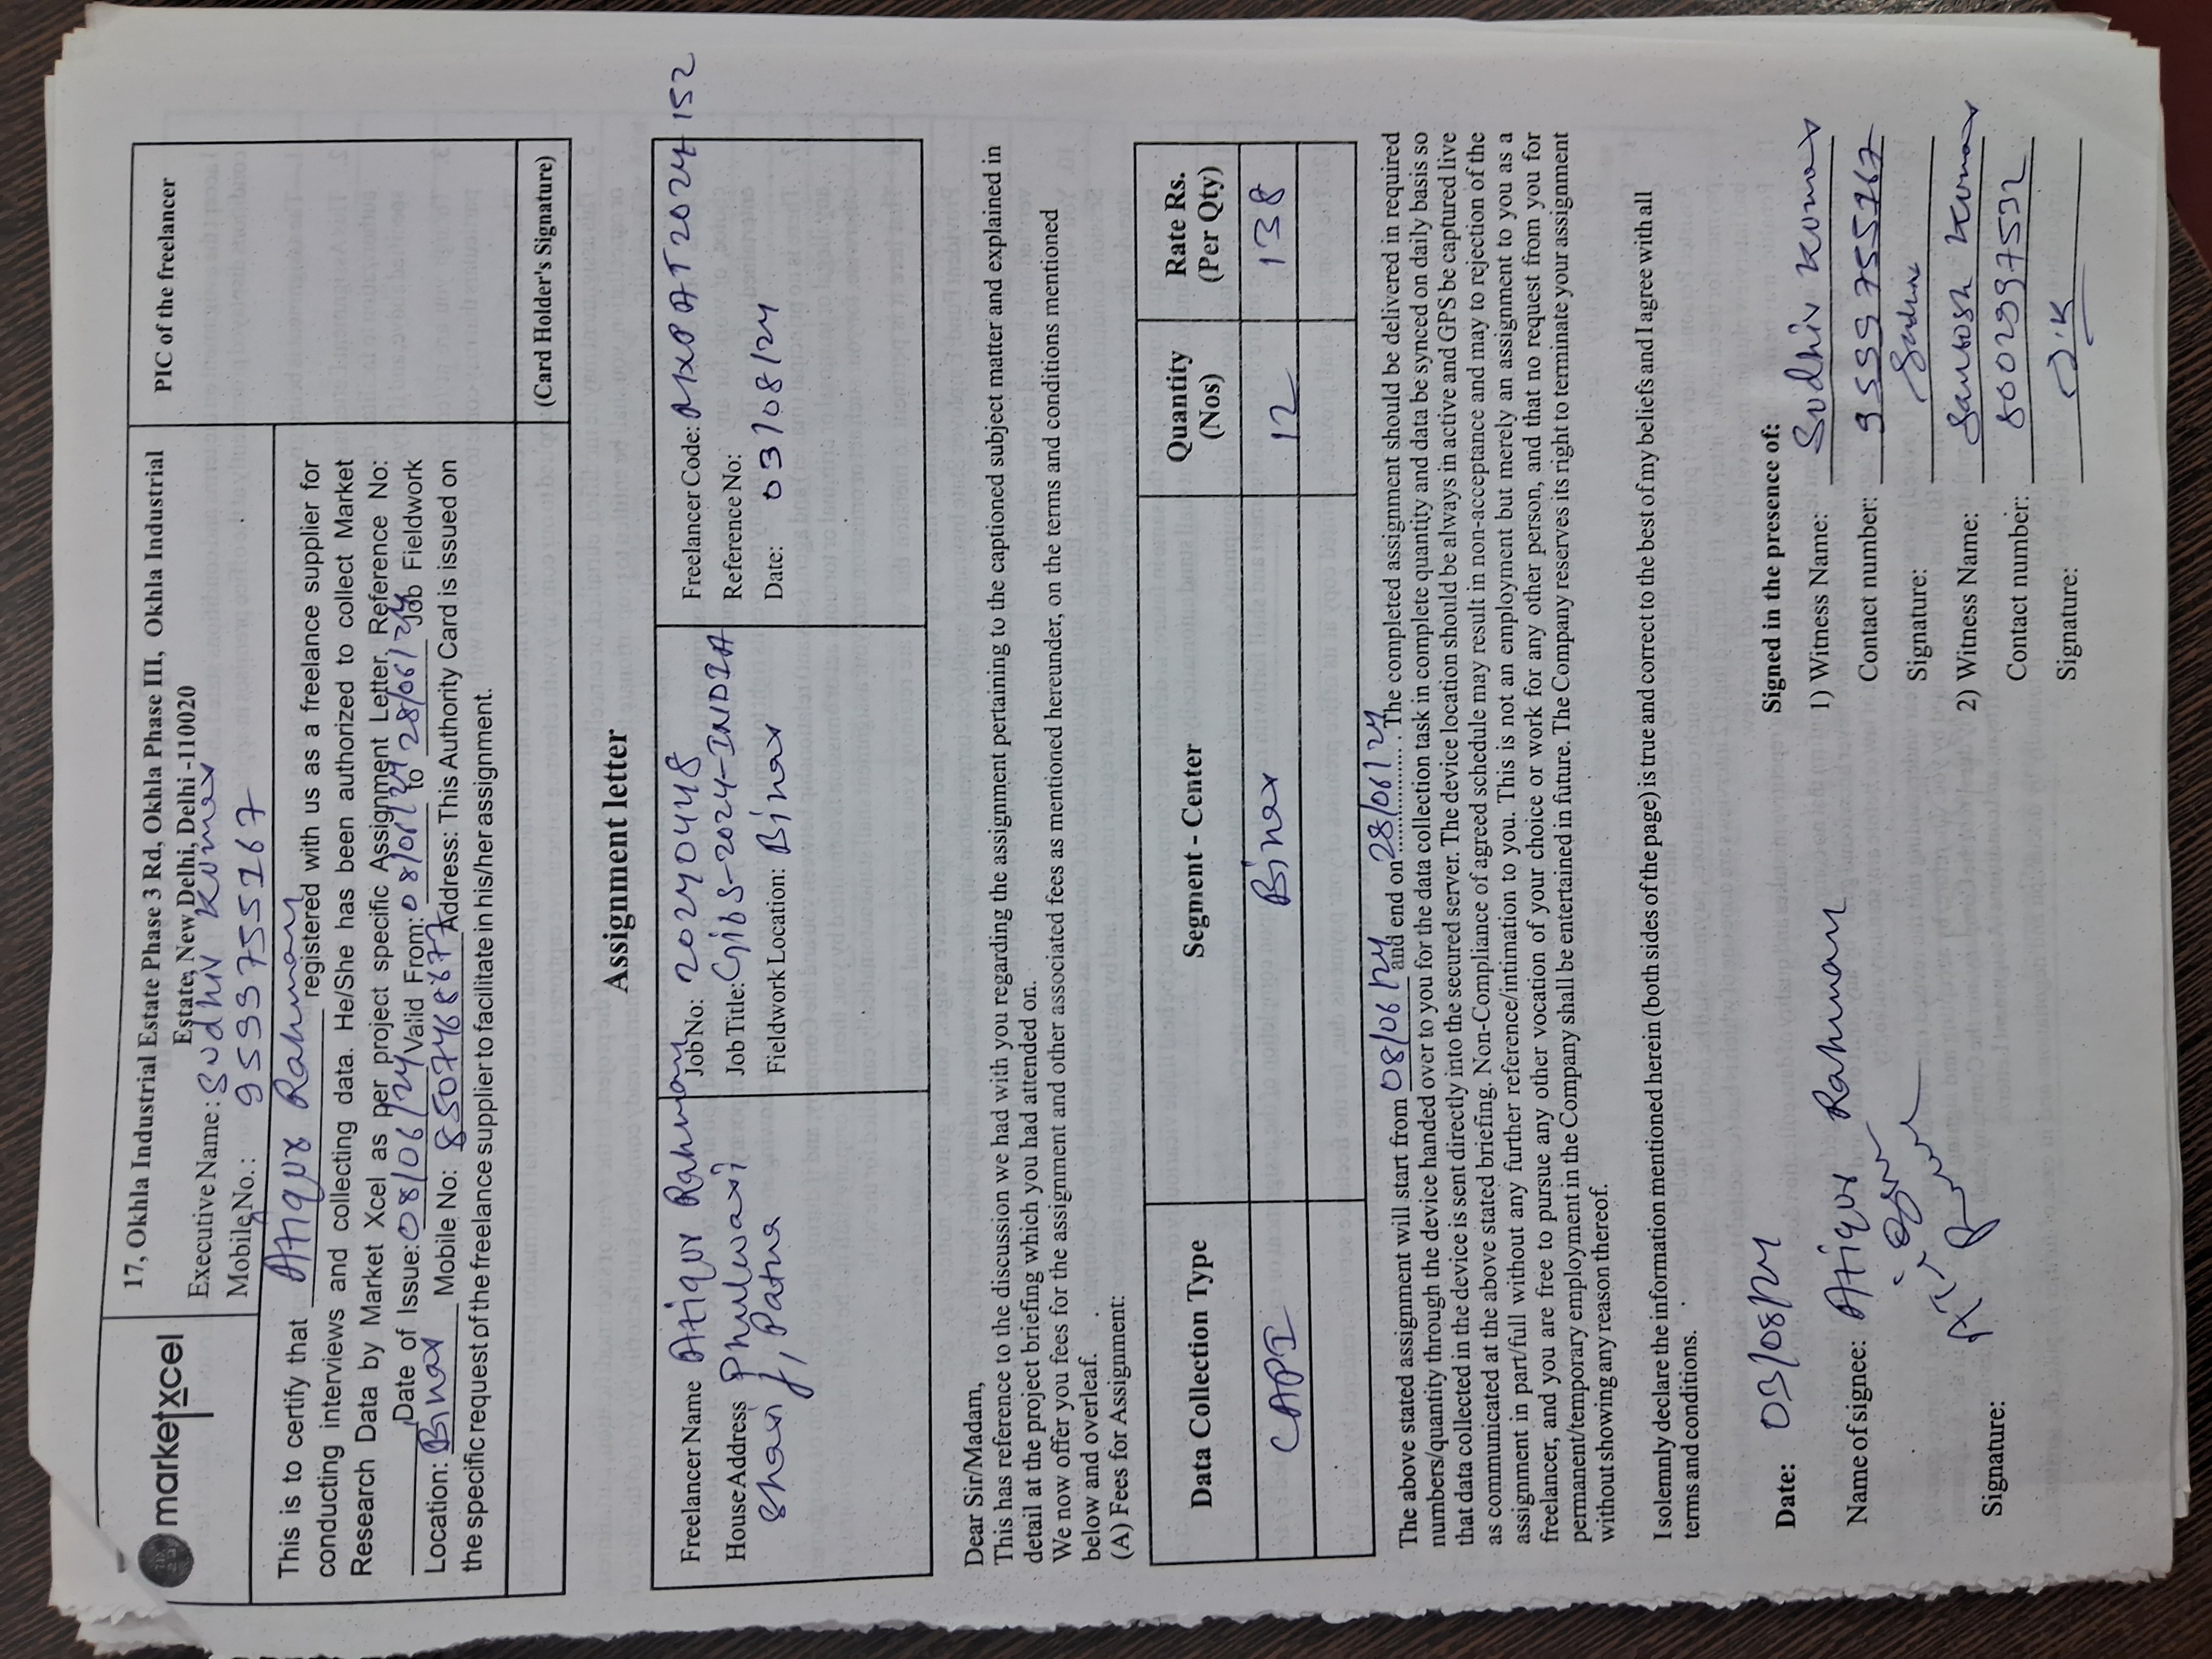 marketxcel
17, Okhla Industrial Estate Phase 3 Rd, Okhla Phase III, Okhla Industrial
Estate, New Delhi, Delhi -110020
Executive Name: Sudhiv Kumar
Mobile No.: 9593755267
PIC of the freelancer
This is to certify that Atiqur Rahman registered with us as a freelance supplier for
conducting interviews and collecting data. He/She has been authorized to collect Market
Research Data by Market Xcel as per project specific Assignment Letter, Reference No:
Date of Issue: 08/06/24 Valid From: to 28/06/24 Job Fieldwork
Location: Bihar Mobile No: Address: This Authority Card is issued on
the specific request of the freelance supplier to facilitate in his/her assignment.
(Card Holder's Signature)
Assignment letter
Freelancer Name Atiqur Rahman
House Address Phulwari
Shari f, Patna
Job No: 202404048
Job Title: Gibs-2024-INDIA
Fieldwork Location: Bihar
Freelancer Code: MXPAT2024-152
Reference No:
Date: 03/08/24
Dear Sir/Madam,
This has reference to the discussion we had with you regarding the assignment pertaining to the captioned subject matter and explained in
detail at the project briefing which you had attended on.
We now offer you fees for the assignment and other associated fees as mentioned hereunder, on the terms and conditions mentioned
below and overleaf.
(A) Fees for Assignment:
Data Collection Type Segment - Center Quantity (Nos) Rate Rs. (Per Qty)
CAPI Bihar 12 138
The above stated assignment will start from 08/06/24 and end on 28/06/24. The completed assignment should be delivered in required
numbers/quantity through the device handed over to you for the data collection task in complete quantity and data be synced on daily basis so
that data collected in the device is sent directly into the secured server. The device location should be always in active and GPS be captured live
as communicated at the above stated briefing. Non-Compliance of agreed schedule may result in non-acceptance and may to rejection of the
assignment in part/full without any further reference/intimation to you. This is not an employment but merely an assignment to you as a
freelancer, and you are free to pursue any other vocation of your choice or work for any other person, and that no request from you for
permanent/temporary employment in the Company shall be entertained in future. The Company reserves its right to terminate your assignment
without showing any reason thereof.
I solemnly declare the information mentioned herein (both sides of the page) is true and correct to the best of my beliefs and I agree with all
terms and conditions.
Date: 03/08/24
Name of signee: Atiqur Rahman
Signature:
Signed in the presence of:
1) Witness Name: Sudhiv Kumar
Contact number:
Signature:
2) Witness Name: Santosh Kumar
Contact number:
Signature: S.K